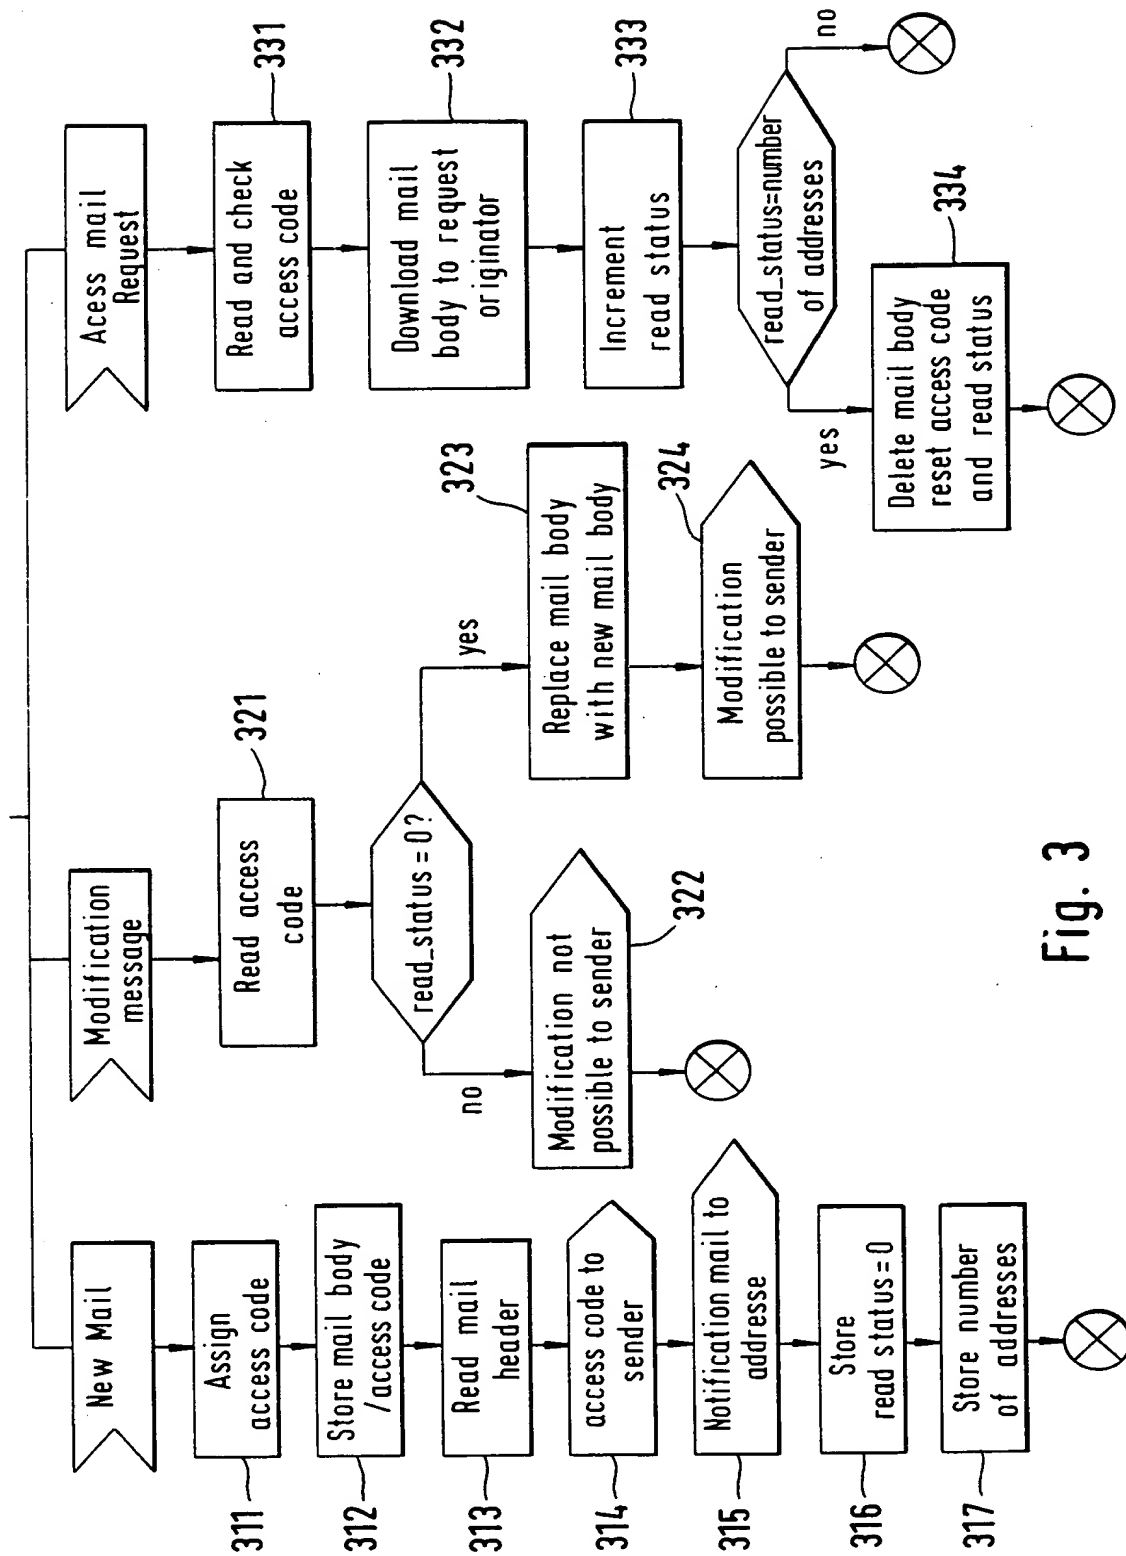 New Mail
Assign
access code
311
Store mail body
/access code
312
Read mail
header
313
access code to
sender
314
Notification mail to
addresse
315
Store
read status=0
316
Store number
of addresses
317
Modification
message
Read access
code
321
read_status = 0?
no
yes
Modification not
possible to sender
322
Replace mail body
with new mail body
323
Modification
possible to sender
324
Acess mail
Request
Read and check
access code
331
Download mail
body to request
originator
332
Increment
read status
333
read_status=number
of addresses
no
yes
Delete mail body
reset access code
and read status
334
Fig. 3